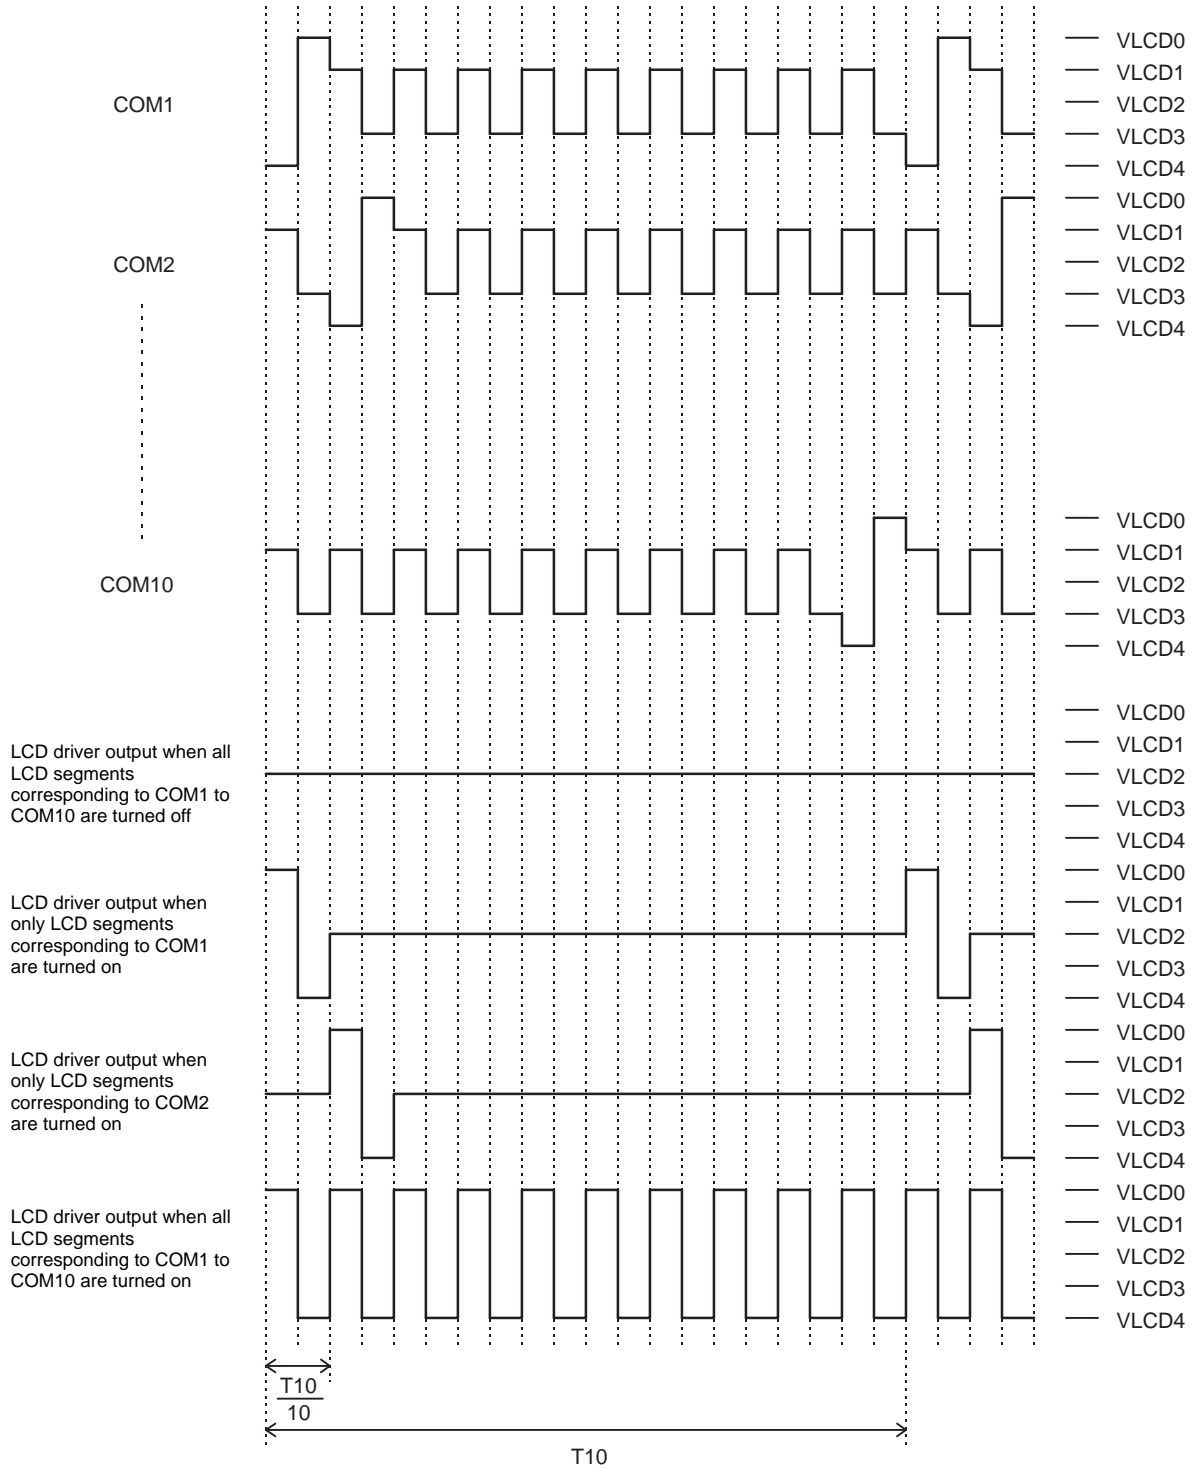 VLCD0
VLCD1
COM1
VLCD2
VLCD3
VLCD4
VLCD0
VLCD1
COM2
VLCD2
VLCD3
VLCD4
VLCD0
VLCD1
COM10
VLCD2
VLCD3
VLCD4
LCD driver output when all
LCD segments
corresponding to COM1 to
COM10 are turned off
VLCD0
VLCD1
VLCD2
VLCD3
VLCD4
LCD driver output when
only LCD segments
corresponding to COM1
are turned on
VLCD0
VLCD1
VLCD2
VLCD3
VLCD4
LCD driver output when
only LCD segments
corresponding to COM2
are turned on
VLCD0
VLCD1
VLCD2
VLCD3
VLCD4
LCD driver output when all
LCD segments
corresponding to COM1 to
COM10 are turned on
VLCD0
VLCD1
VLCD2
VLCD3
VLCD4
T10
10
T10